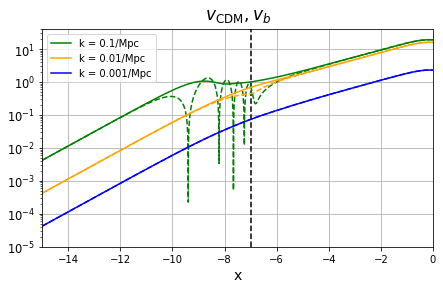 v_CDM, v_b
k = 0.1/Mpc
k = 0.01/Mpc
k = 0.001/Mpc
10^1
10^0
10^−1
10^−2
10^−3
10^−4
10^−5
−14 −12 −10 −8 −6 −4 −2 0
x